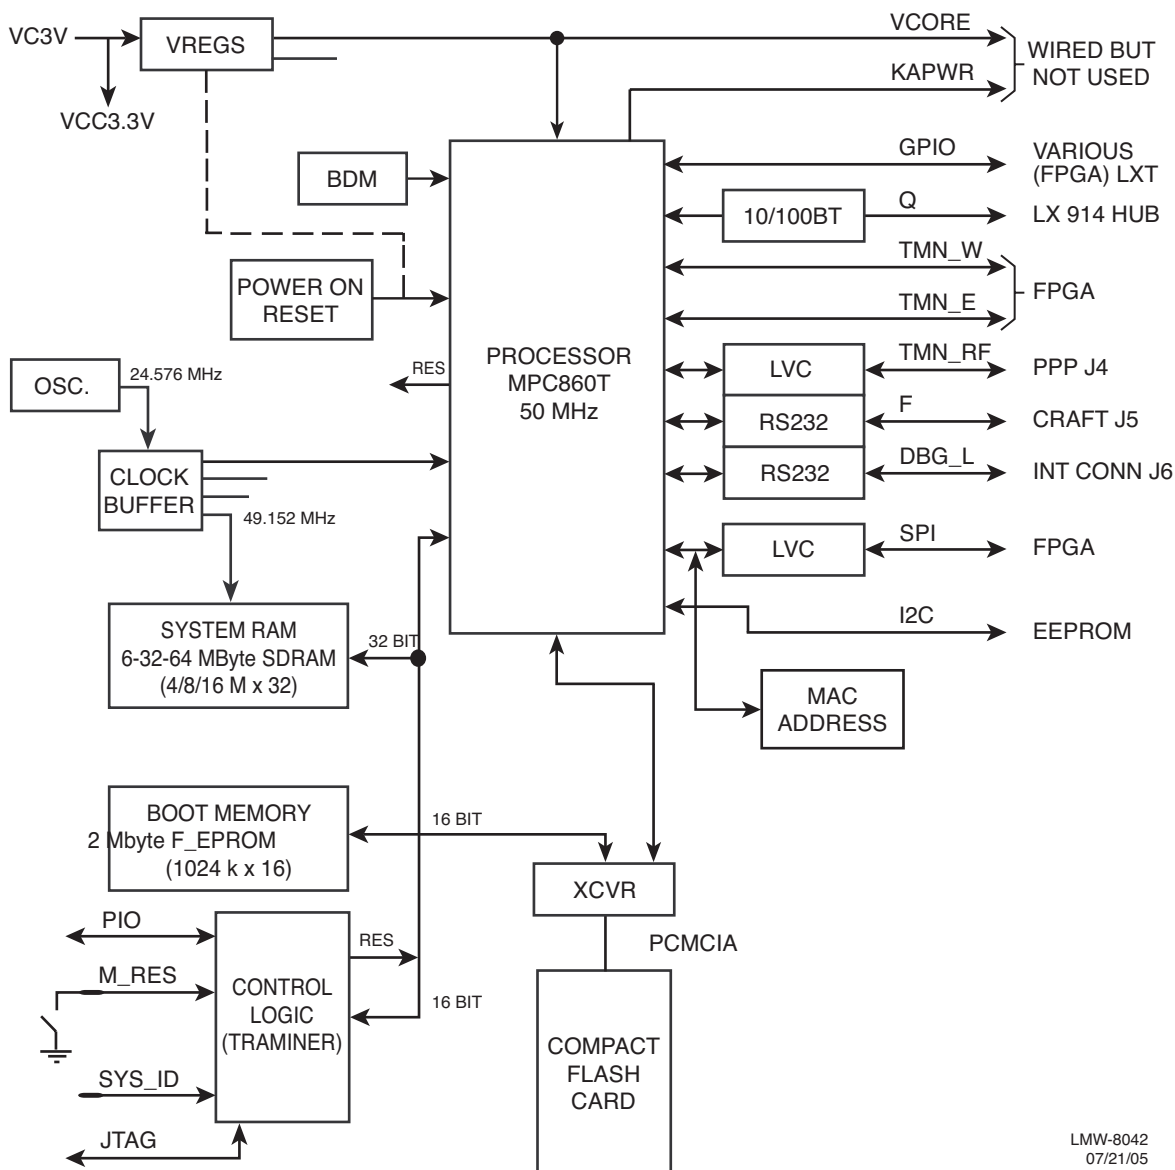 VC3V
VREGS
VCORE
WIRED BUT
NOT USED
KAPWR
VCC3.3V
BDM
GPIO
VARIOUS
(FPGA) LXT
10/100BT
Q
LX 914 HUB
TMN_W
FPGA
TMN_E
POWER ON
RESET
PROCESSOR
MPC860T
50 MHz
RES
OSC.
24.576 MHz
LVC
TMN_RF
PPP J4
RS232
F
CRAFT J5
RS232
DBG_L
INT CONN J6
CLOCK
BUFFER
49.152 MHz
LVC
SPI
FPGA
I2C
EEPROM
SYSTEM RAM
6-32-64 MByte SDRAM
(4/8/16 M x 32)
32 BIT
MAC
ADDRESS
BOOT MEMORY
2 Mbyte F_EPROM
(1024 k x 16)
16 BIT
XCVR
PCMCIA
PIO
M_RES
SYS_ID
JTAG
CONTROL
LOGIC
(TRAMINER)
RES
16 BIT
COMPACT
FLASH
CARD
LMW-8042
07/21/05